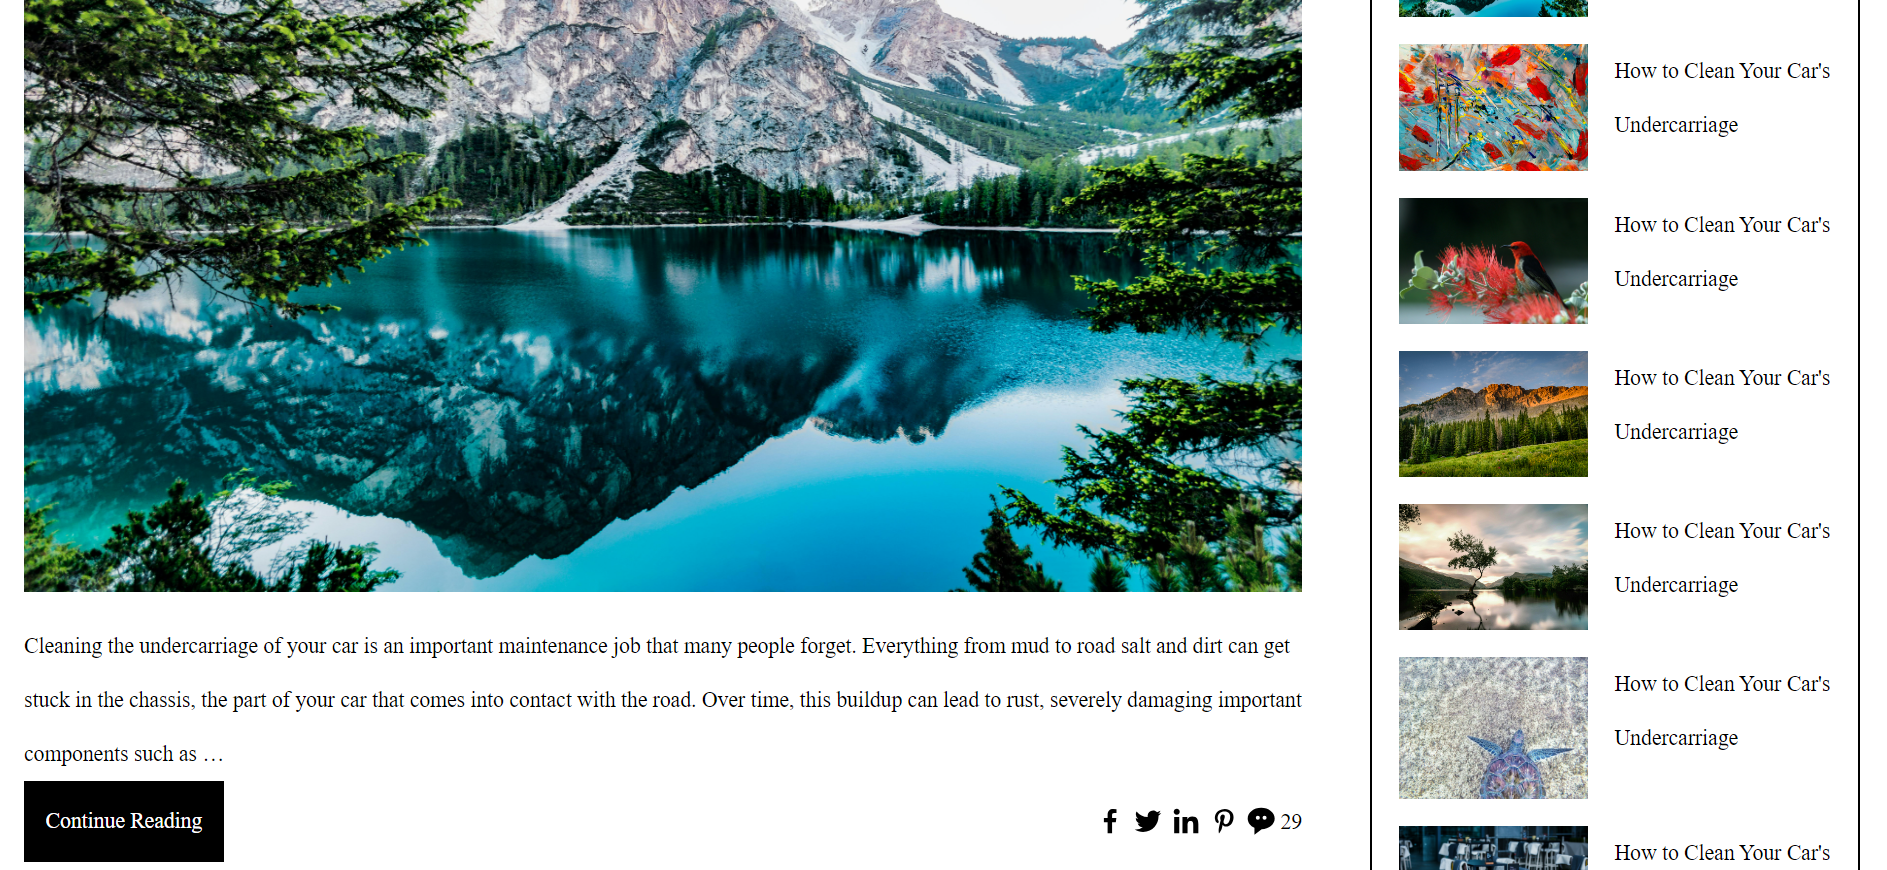 Cleaning the undercarriage of your car is an important maintenance job that many people forget. Everything from mud to road salt and dirt can get
stuck in the chassis, the part of your car that comes into contact with the road. Over time, this buildup can lead to rust, severely damaging important
components such as …
Continue Reading
29
How to Clean Your Car's
Undercarriage
How to Clean Your Car's
Undercarriage
How to Clean Your Car's
Undercarriage
How to Clean Your Car's
Undercarriage
How to Clean Your Car's
Undercarriage
How to Clean Your Car's